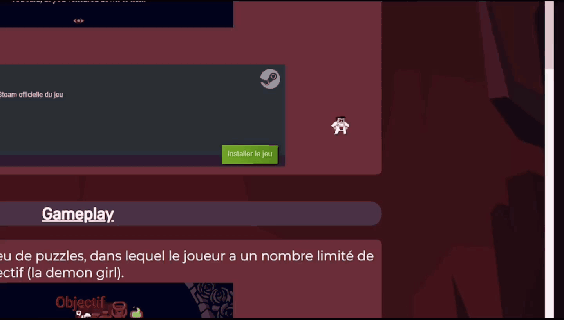 Steam officielle du jeu
Installer le jeu
Gameplay
eu de puzzles, dans lequel le joueur a un nombre limité de
ectif (la demon girl).
Objectif